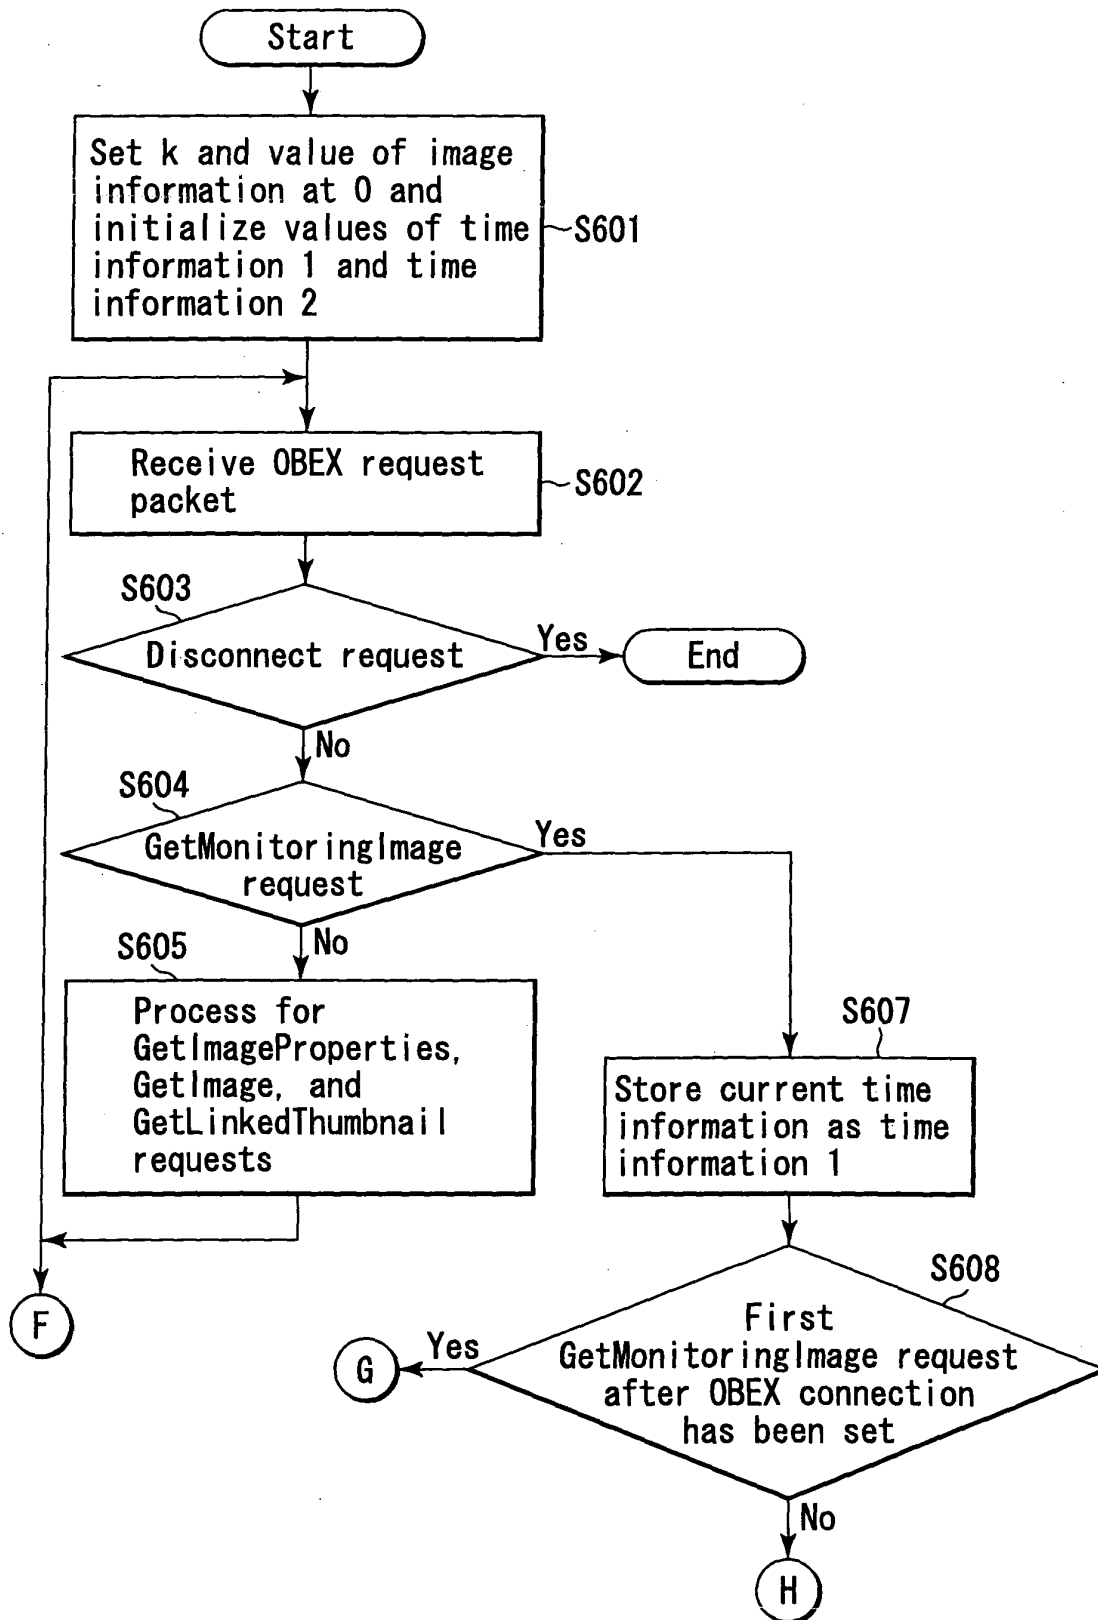 Start
Set k and value of image
information at 0 and
initialize values of time
information 1 and time
information 2
S601
Receive OBEX request
packet
S602
S603
Disconnect request
Yes
End
No
S604
GetMonitoringImage
request
Yes
No
S605
Process for
GetImageProperties,
GetImage, and
GetLinkedThumbnail
requests
S607
Store current time
information as time
information 1
S608
First
GetMonitoringImage request
after OBEX connection
has been set
Yes
G
F
No
H